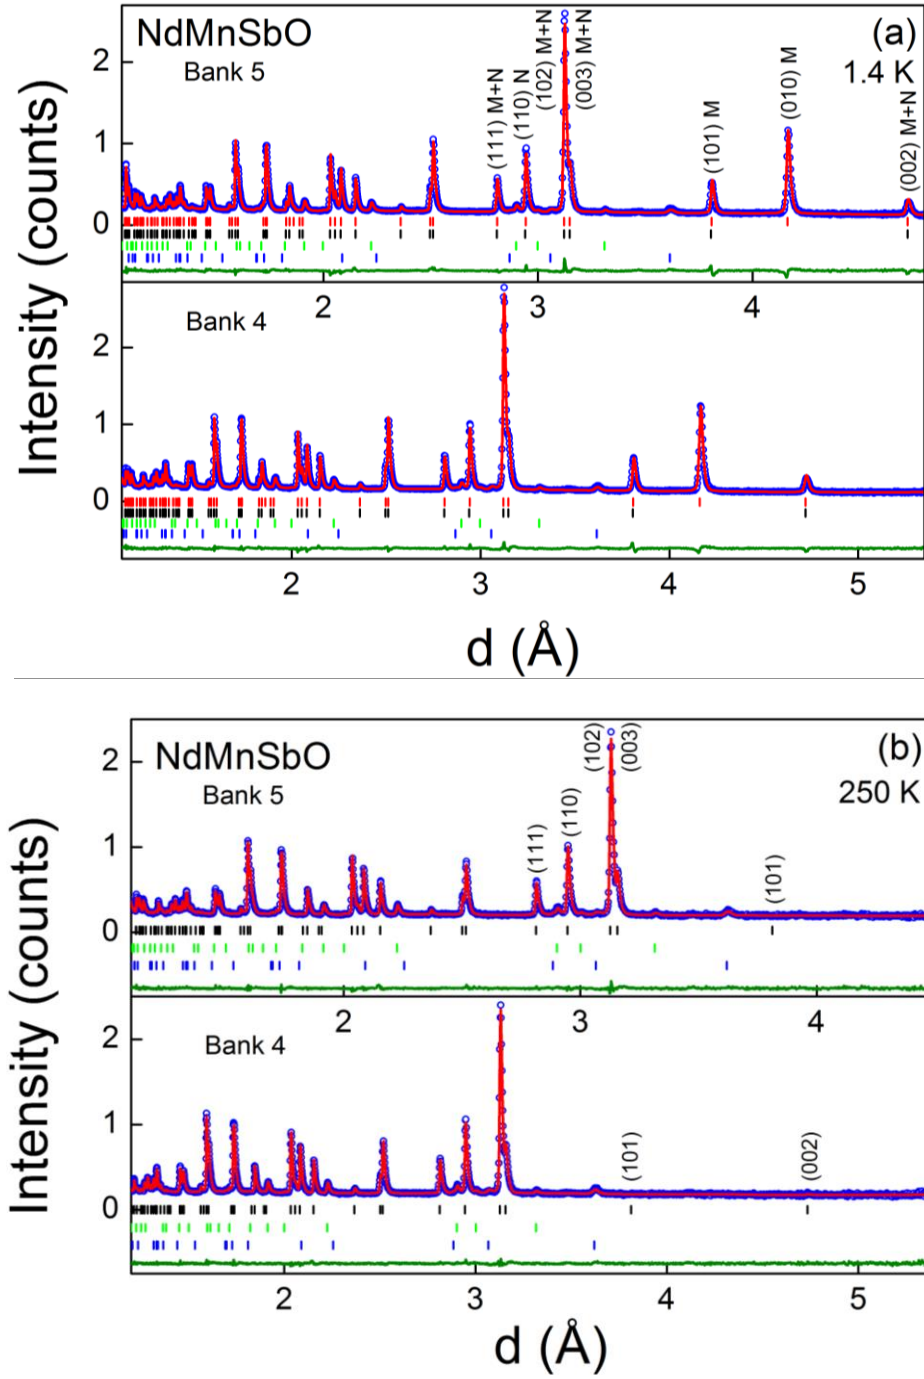 NdMnSbO
Bank 5
(a)
1.4 K
(111) M+N
(110) N
(102) M+N
(003) M+N
(101) M
(010) M
(002) M+N
2
1
0
2
3
4
Bank 4
2
1
0
2
3
4
5
Intensity (counts)
d (Å)
NdMnSbO
Bank 5
(b)
250 K
(111)
(110)
(102)
(003)
(101)
2
1
0
2
3
4
Bank 4
(101)
(002)
2
1
0
2
3
4
5
Intensity (counts)
d (Å)